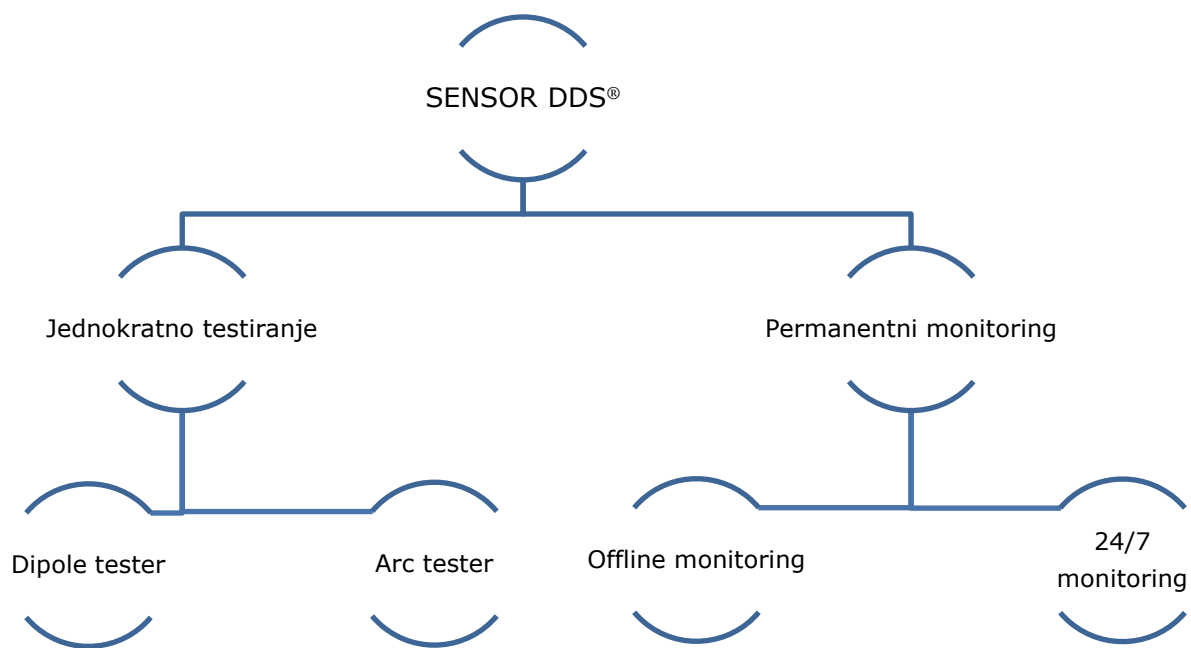 SENSOR DDS®
Jednokratno testiranje
Permanentni monitoring
Dipole tester
Arc tester
Offline monitoring
24/7
monitoring